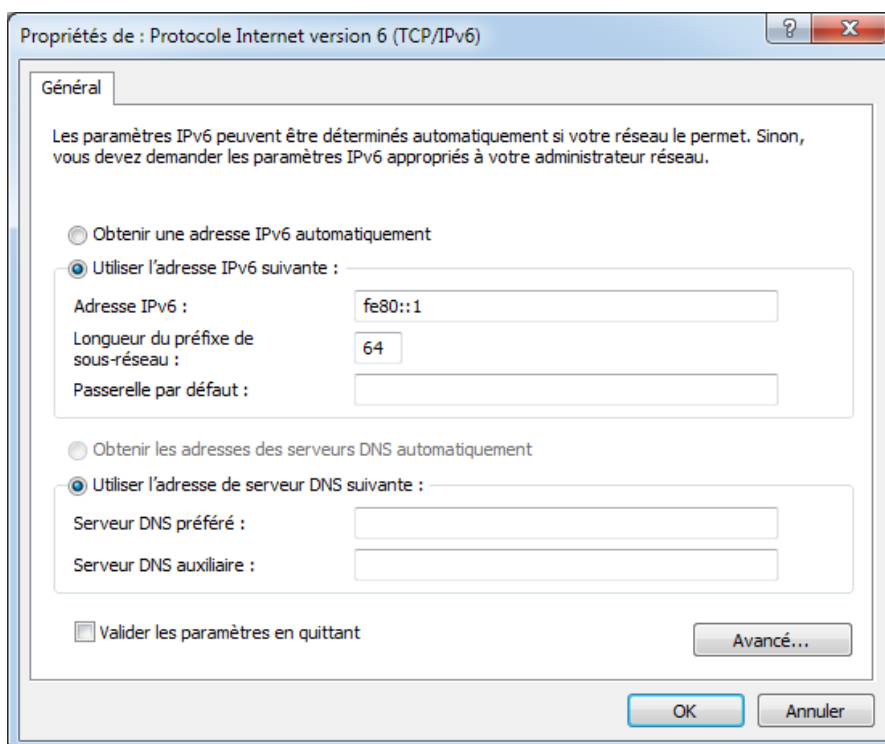 Propriétés de : Protocole Internet version 6 (TCP/IPv6)
Général
Les paramètres IPv6 peuvent être déterminés automatiquement si votre réseau le permet. Sinon,
vous devez demander les paramètres IPv6 appropriés à votre administrateur réseau.
Obtenir une adresse IPv6 automatiquement
Utiliser l'adresse IPv6 suivante :
Adresse IPv6 : fe80::1
Longueur du préfixe de
sous-réseau : 64
Passerelle par défaut :
Obtenir les adresses des serveurs DNS automatiquement
Utiliser l'adresse de serveur DNS suivante :
Serveur DNS préféré :
Serveur DNS auxiliaire :
Valider les paramètres en quittant
Avancé...
OK Annuler